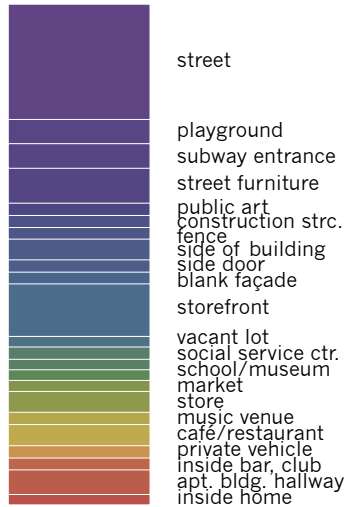 street
playground
subway entrance
street furniture
public art
construction strc.
fence
side of building
side door
blank façade
storefront
vacant lot
social service ctr.
school/museum
market
store
music venue
café/restaurant
private vehicle
inside bar, club
apt. bldg. hallway
inside home